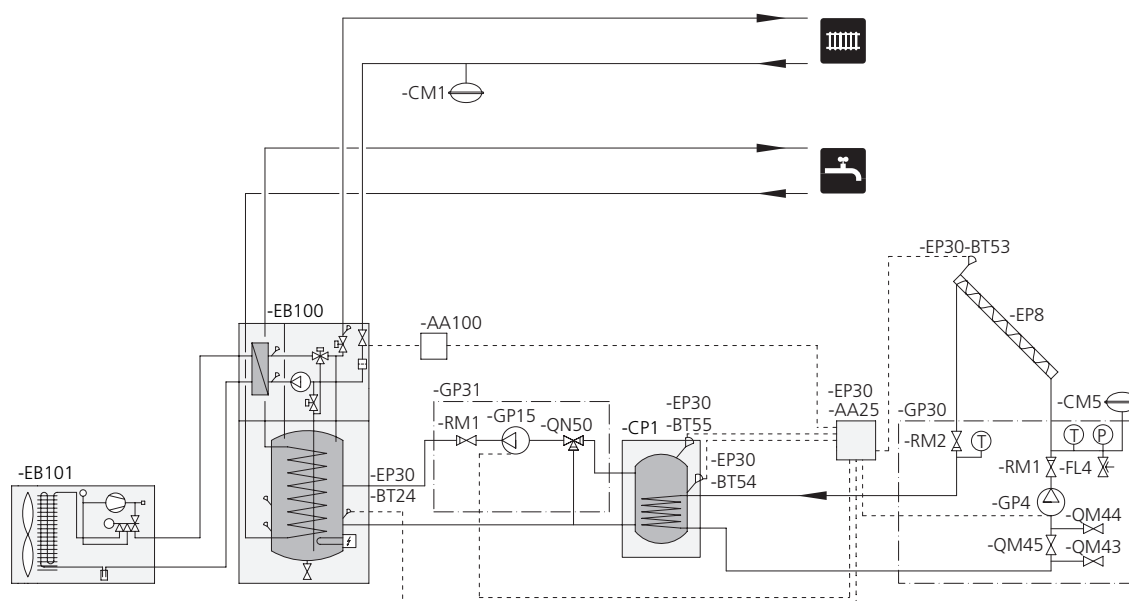 -CM1
-EP30-BT53
-EB100
-EP8
-AA100
-EP30
-AA25
-GP31
-CM5
-GP30
-EP30
-BT55
-RM1
-GP15
-QN50
-CP1
-RM2
T
T
P
-EP30
-BT54
-RM1
-FL4
-EP30
-BT24
-EB101
-GP4
-QM44
-QM45
-QM43